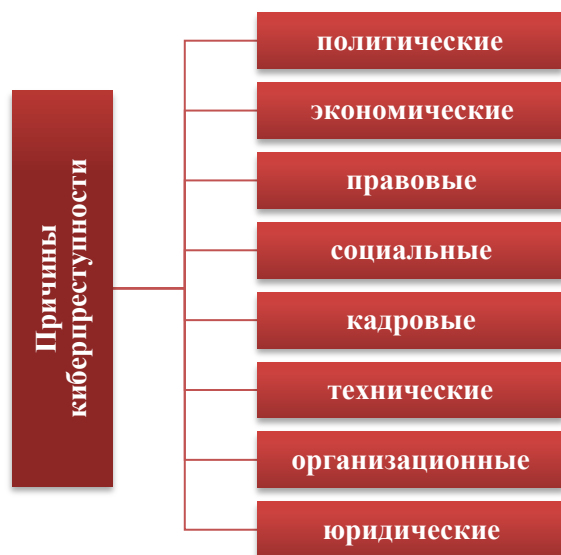 Причины
киберпреступности
политические
экономические
правовые
социальные
кадровые
технические
организационные
юридические